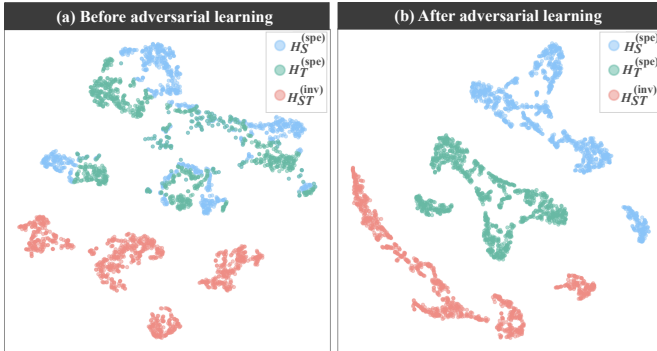 (a) Before adversarial learning
H_S^(spe)
H_T^(spe)
H_ST^(inv)
(b) After adversarial learning
H_S^(spe)
H_T^(spe)
H_ST^(inv)